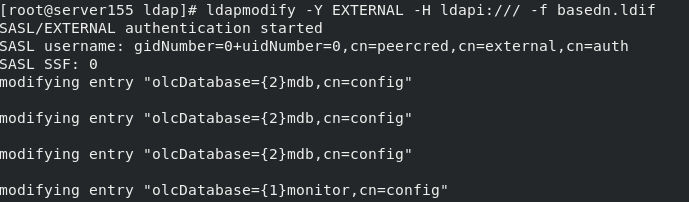 [root@server155 ldap]# ldapmodify -Y EXTERNAL -H ldapi:/// -f basedn.ldif
SASL/EXTERNAL authentication started
SASL username: gidNumber=0+uidNumber=0,cn=peercred,cn=external,cn=auth
SASL SSF: 0
modifying entry "olcDatabase={2}mdb,cn=config"
modifying entry "olcDatabase={2}mdb,cn=config"
modifying entry "olcDatabase={2}mdb,cn=config"
modifying entry "olcDatabase={1}monitor,cn=config"